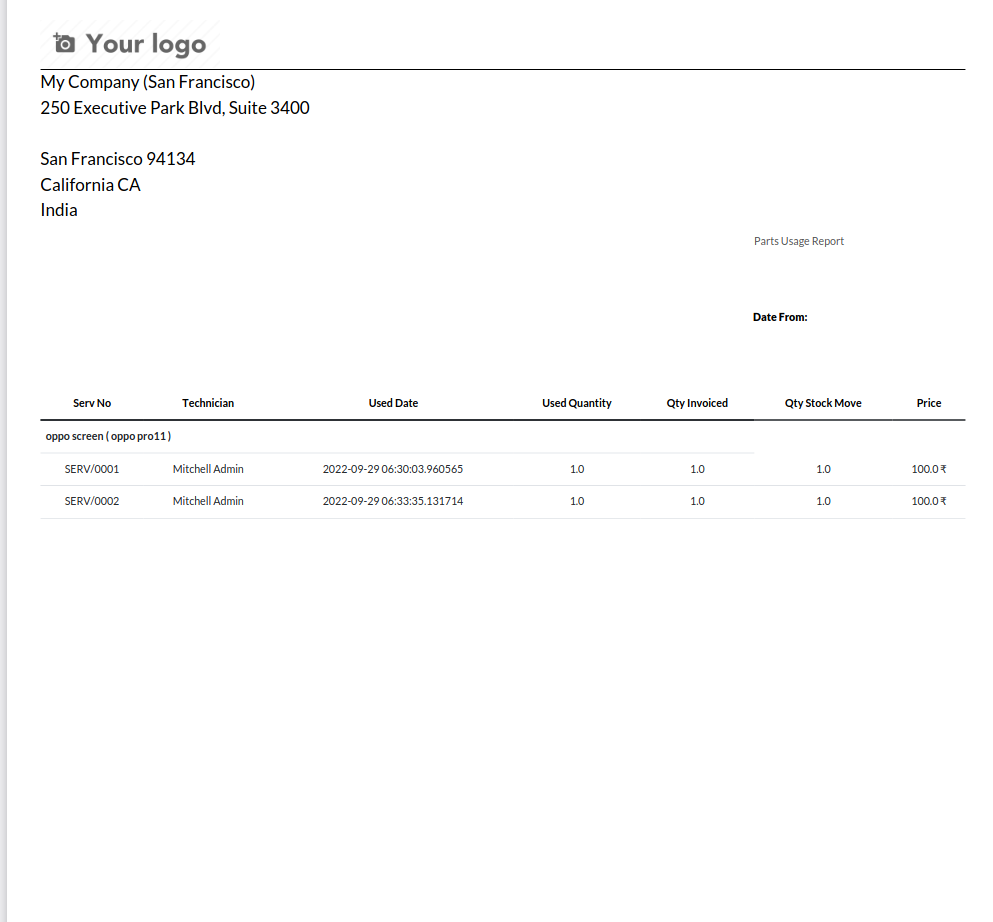 Your logo
My Company (San Francisco)
250 Executive Park Blvd, Suite 3400
San Francisco 94134
California CA
India
Parts Usage Report
Date From:
Serv No Technician Used Date Used Quantity Qty Invoiced Qty Stock Move Price
oppo screen ( oppo pro11 )
SERV/0001 Mitchell Admin 2022-09-29 06:30:03.960565 1.0 1.0 1.0 100.0 ₹
SERV/0002 Mitchell Admin 2022-09-29 06:33:35.131714 1.0 1.0 1.0 100.0 ₹